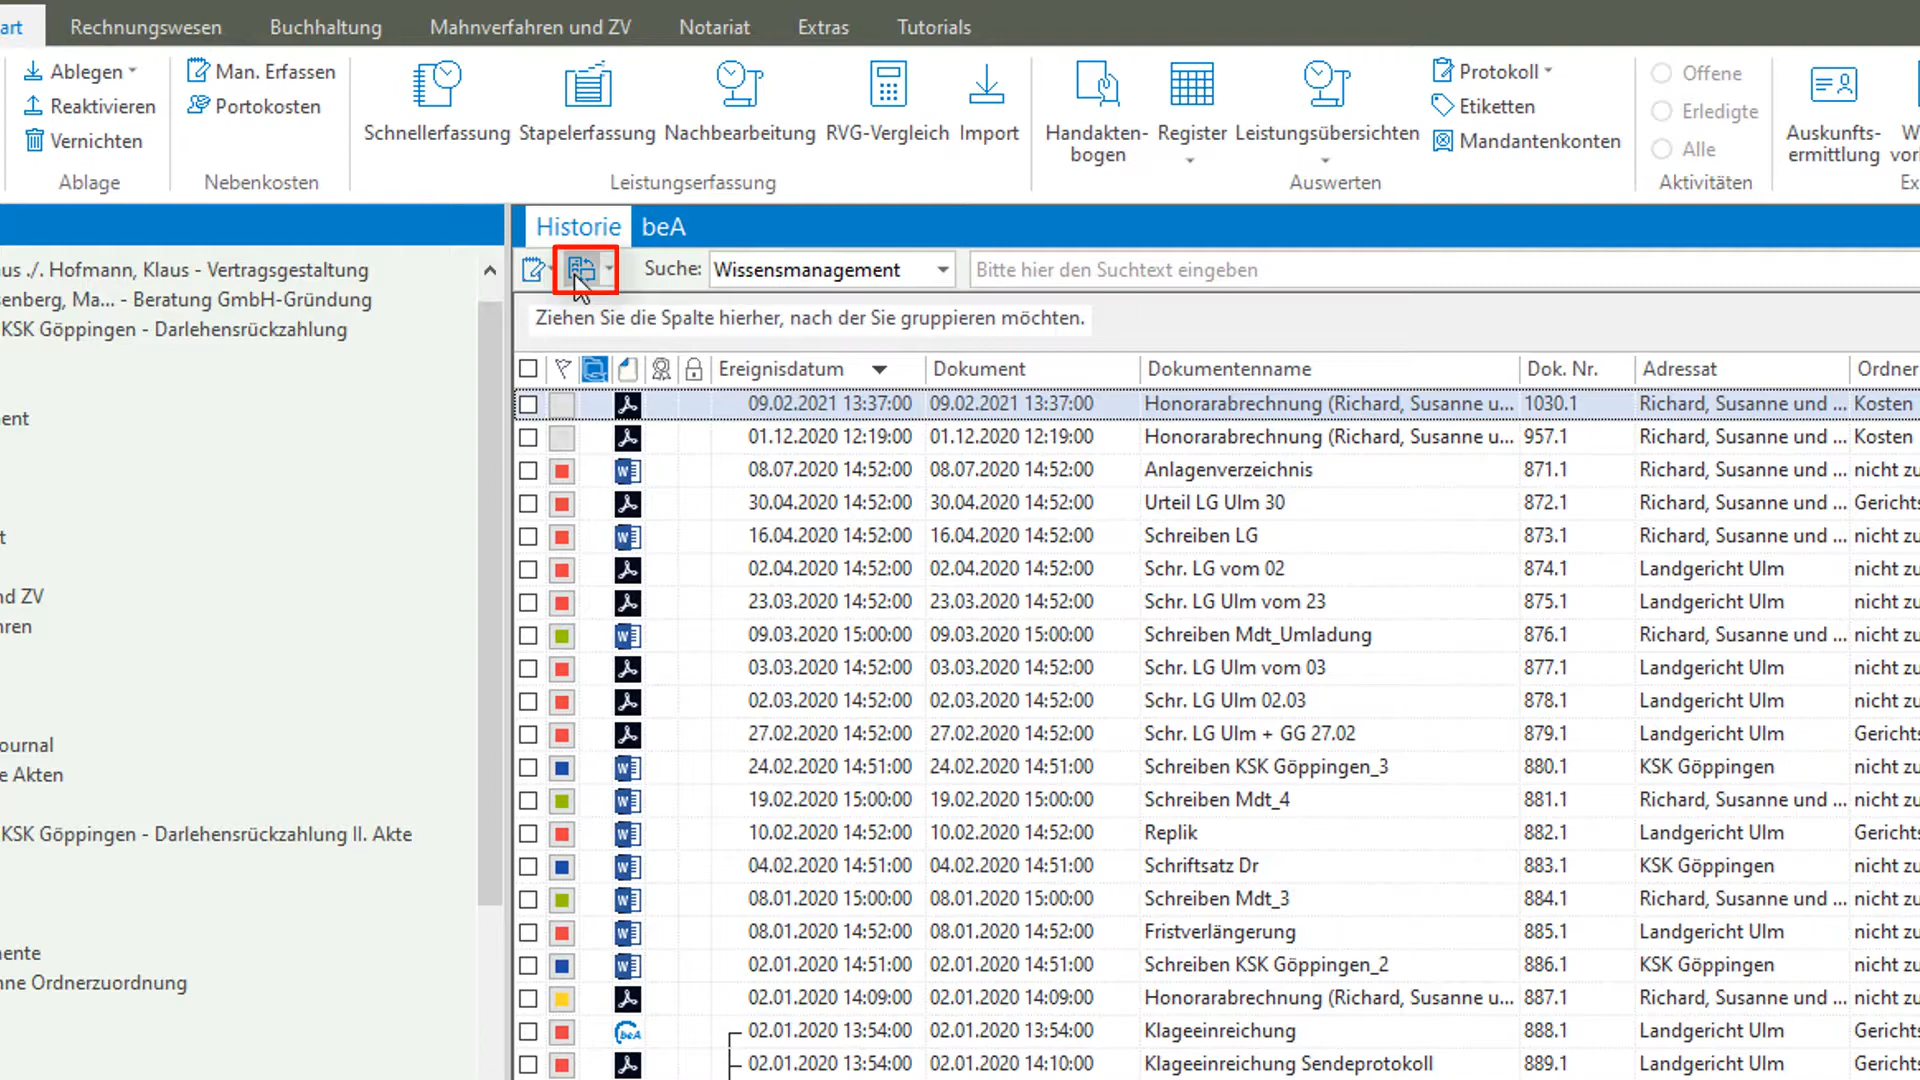 art Rechnungswesen Buchhaltung Mahnverfahren und ZV Notariat Extras Tutorials
Ablegen
Reaktivieren
Vernichten
Ablage
Man. Erfassen
Portokosten
Nebenkosten
Schnellerfassung Stapelerfassung Nachbearbeitung RVG-Vergleich Import
Leistungserfassung
Handakten-
bogen
Register
Leistungsübersichten
Protokoll
Etiketten
Mandantenkonten
Auswerten
Offene
Erledigte
Alle
Aktivitäten
Auskunfts-
ermittlung
W
vor
Ex
Historie beA
Suche: Wissensmanagement Bitte hier den Suchtext eingeben
Ziehen Sie die Spalte hierher, nach der Sie gruppieren möchten.
us ./. Hofmann, Klaus - Vertragsgestaltung
senberg, Ma... - Beratung GmbH-Gründung
KSK Göppingen - Darlehensrückzahlung
ent
t
nd ZV
hren
ournal
e Akten
KSK Göppingen - Darlehensrückzahlung II. Akte
nente
nne Ordnerzuordnung
Ereignisdatum Dokument Dokumentenname Dok. Nr. Adressat Ordner
09.02.2021 13:37:00 09.02.2021 13:37:00 Honorarabrechnung (Richard, Susanne u... 1030.1 Richard, Susanne und ... Kosten
01.12.2020 12:19:00 01.12.2020 12:19:00 Honorarabrechnung (Richard, Susanne u... 957.1 Richard, Susanne und ... Kosten
08.07.2020 14:52:00 08.07.2020 14:52:00 Anlagenverzeichnis 871.1 Richard, Susanne und ... nicht zu
30.04.2020 14:52:00 30.04.2020 14:52:00 Urteil LG Ulm 30 872.1 Richard, Susanne und ... Gerichts
16.04.2020 14:52:00 16.04.2020 14:52:00 Schreiben LG 873.1 Richard, Susanne und ... nicht zu
02.04.2020 14:52:00 02.04.2020 14:52:00 Schr. LG vom 02 874.1 Landgericht Ulm nicht zu
23.03.2020 14:52:00 23.03.2020 14:52:00 Schr. LG Ulm vom 23 875.1 Landgericht Ulm nicht zu
09.03.2020 15:00:00 09.03.2020 15:00:00 Schreiben Mdt_Umladung 876.1 Richard, Susanne und ... nicht zu
03.03.2020 14:52:00 03.03.2020 14:52:00 Schr. LG Ulm vom 03 877.1 Landgericht Ulm nicht zu
02.03.2020 14:52:00 02.03.2020 14:52:00 Schr. LG Ulm 02.03 878.1 Landgericht Ulm nicht zu
27.02.2020 14:52:00 27.02.2020 14:52:00 Schr. LG Ulm + GG 27.02 879.1 Landgericht Ulm Gerichts
24.02.2020 14:51:00 24.02.2020 14:51:00 Schreiben KSK Göppingen_3 880.1 KSK Göppingen nicht zu
19.02.2020 15:00:00 19.02.2020 15:00:00 Schreiben Mdt_4 881.1 Richard, Susanne und ... nicht zu
10.02.2020 14:52:00 10.02.2020 14:52:00 Replik 882.1 Landgericht Ulm Gerichts
04.02.2020 14:51:00 04.02.2020 14:51:00 Schriftsatz Dr 883.1 KSK Göppingen nicht zu
08.01.2020 15:00:00 08.01.2020 15:00:00 Schreiben Mdt_3 884.1 Richard, Susanne und ... nicht zu
08.01.2020 14:52:00 08.01.2020 14:52:00 Fristverlängerung 885.1 Landgericht Ulm nicht zu
02.01.2020 14:51:00 02.01.2020 14:51:00 Schreiben KSK Göppingen_2 886.1 KSK Göppingen nicht zu
02.01.2020 14:09:00 02.01.2020 14:09:00 Honorarabrechnung (Richard, Susanne u... 887.1 Richard, Susanne und ... nicht zu
beA 02.01.2020 13:54:00 02.01.2020 13:54:00 Klageeinreichung 888.1 Landgericht Ulm Gerichts
02.01.2020 13:54:00 02.01.2020 14:10:00 Klageeinreichung Sendeprotokoll 889.1 Landgericht Ulm Gerichts